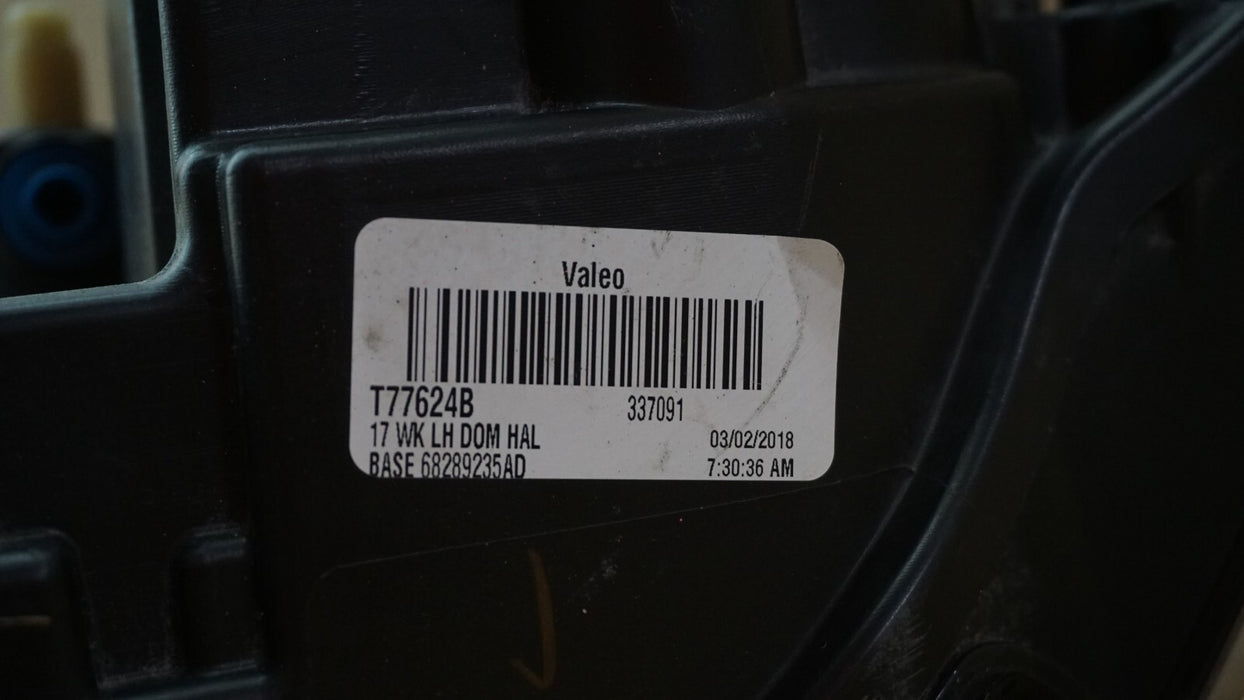 Valeo
T77624B 337091
17 WK LH DOM HAL 03/02/2018
BASE 68289235AD 7:30:36 AM